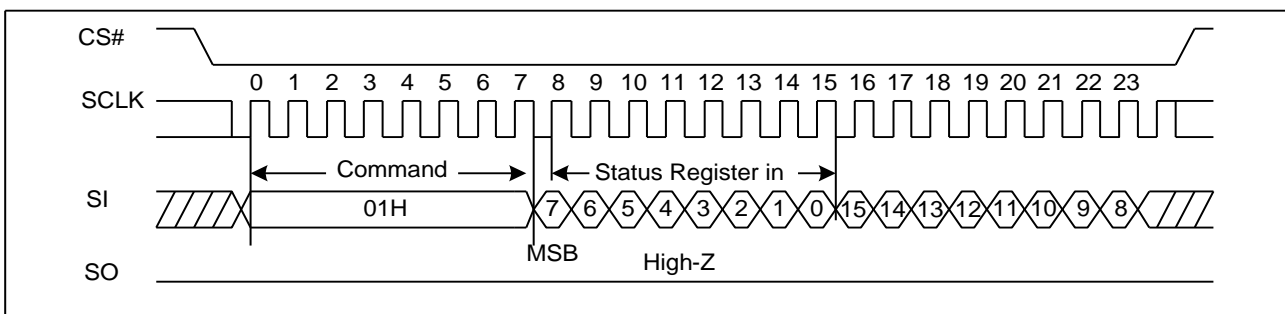 CS#
0 1 2 3 4 5 6 7 8 9 10 11 12 13 14 15 16 17 18 19 20 21 22 23
SCLK
Command Status Register in
SI 01H 7 6 5 4 3 2 1 0 15 14 13 12 11 10 9 8
MSB High-Z
SO